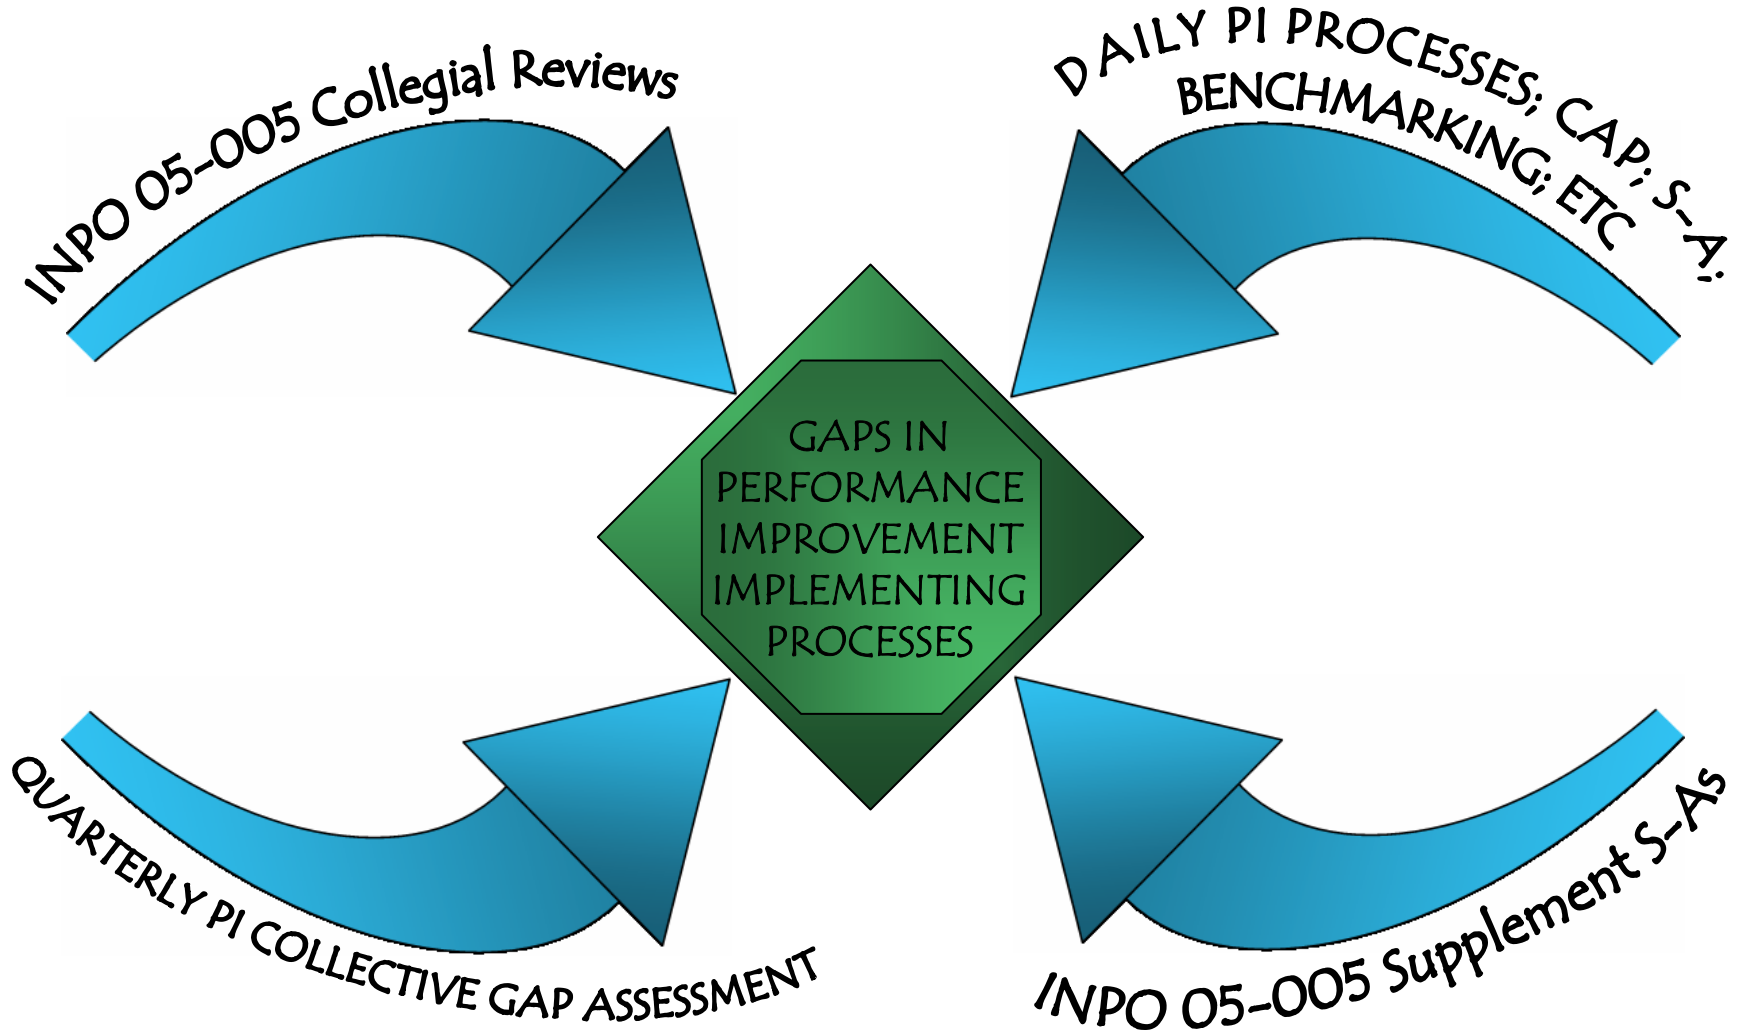 INPO 05-005 Collegial Reviews
DAILY PI PROCESSES; CAP; S-A;
BENCHMARKING; ETC
GAPS IN
PERFORMANCE
IMPROVEMENT
IMPLEMENTING
PROCESSES
QUARTERLY PI COLLECTIVE GAP ASSESSMENT
INPO 05-005 Supplement S-As